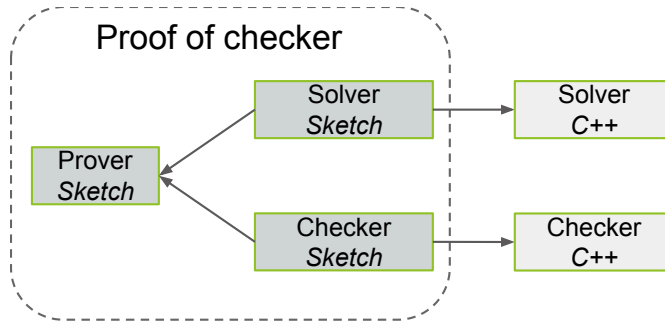 Proof of checker
Solver
Sketch
Solver
C++
Prover
Sketch
Checker
Sketch
Checker
C++